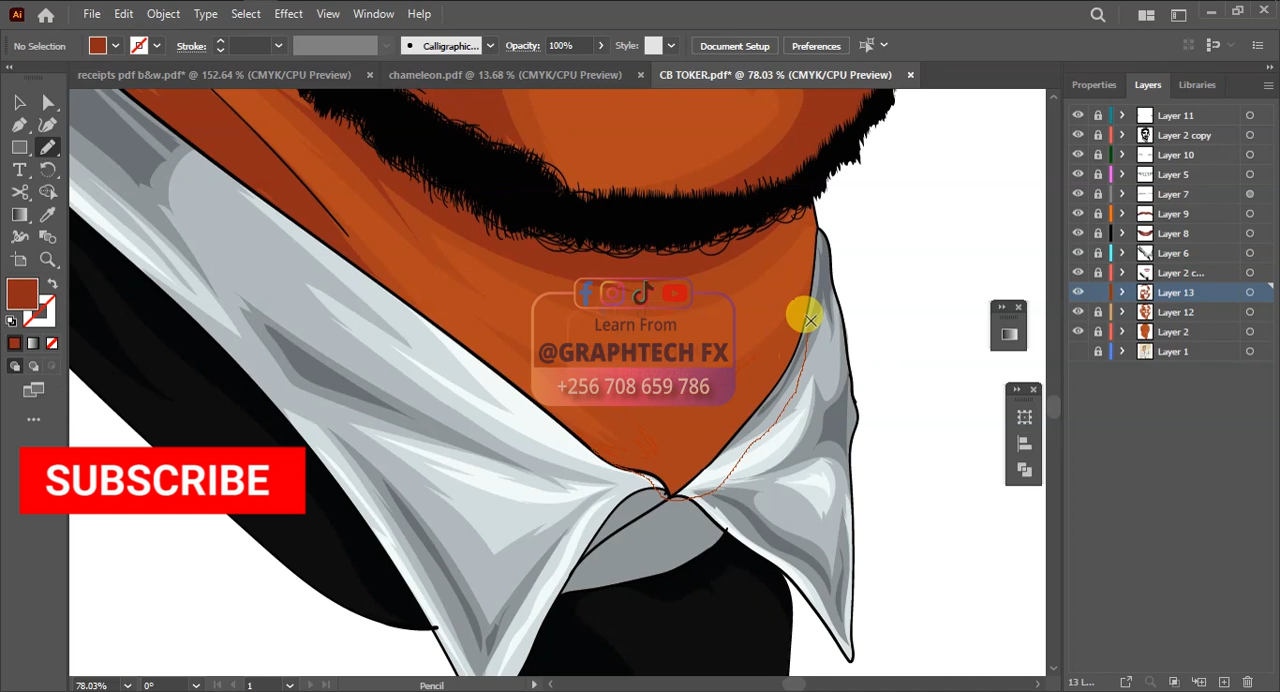 Ai File Edit Object Type Select Effect View Window Help
No Selection Stroke: Calligraphic... Opacity: 100% Style: Document Setup Preferences
receipts pdf b&w.pdf* @ 152.64 % (CMYK/CPU Preview) × chameleon.pdf @ 13.68 % (CMYK/CPU Preview) × CB TOKER.pdf* @ 78.03 % (CMYK/CPU Preview) ×
Properties Layers Libraries
Layer 11
Layer 2 copy
Layer 10
Layer 5
Layer 7
Layer 9
Layer 8
Layer 6
Layer 2 c...
Layer 13
Layer 12
Layer 2
Layer 1
Learn From
@GRAPHTECH FX
+256 708 659 786
SUBSCRIBE
78.03% 0° 1 Pencil 13 L...